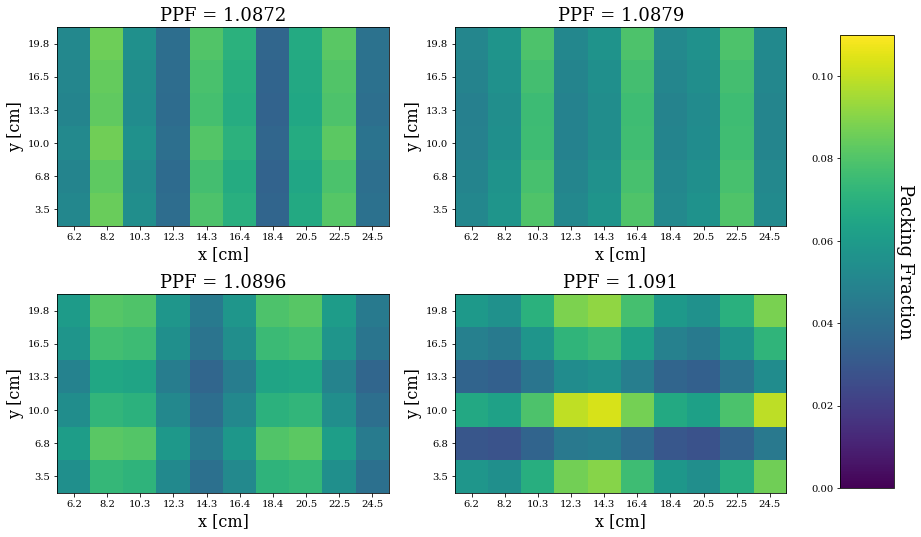 PPF = 1.0872
19.8
16.5
13.3
10.0
6.8
3.5
y [cm]
6.2 8.2 10.3 12.3 14.3 16.4 18.4 20.5 22.5 24.5
x [cm]
PPF = 1.0879
19.8
16.5
13.3
10.0
6.8
3.5
y [cm]
6.2 8.2 10.3 12.3 14.3 16.4 18.4 20.5 22.5 24.5
x [cm]
PPF = 1.0896
19.8
16.5
13.3
10.0
6.8
3.5
y [cm]
6.2 8.2 10.3 12.3 14.3 16.4 18.4 20.5 22.5 24.5
x [cm]
PPF = 1.091
19.8
16.5
13.3
10.0
6.8
3.5
y [cm]
6.2 8.2 10.3 12.3 14.3 16.4 18.4 20.5 22.5 24.5
x [cm]
0.10
0.08
0.06
0.04
0.02
0.00
Packing Fraction